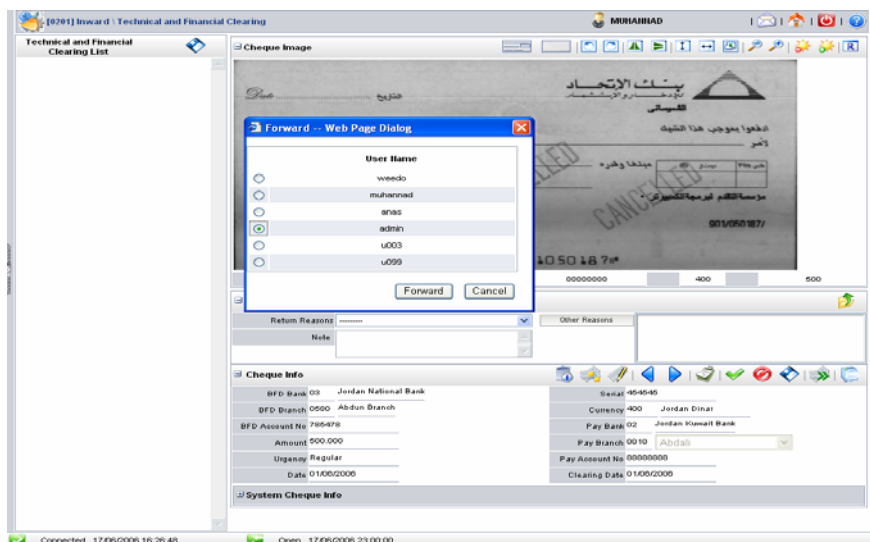 [0201] Inward \ Technical and Financial Clearing
MUHANNAD
Technical and Financial
Clearing List
Cheque Image
Date
بنك الاتحاد
ادفعوا بموجب هذا الشيك
CANCELLED
CANCELLED
901/050187/
Forward -- Web Page Dialog
User Name
weedo
muhannad
anas
admin
u003
u099
Forward
Cancel
00000000
400
500
Return Reasons
---------
Other Reasons
Note
Cheque Info
BFD Bank 03 Jordan National Bank
Serial 454545
BFD Branch 0580 Abdun Branch
Currency 400 Jordan Dinar
BFD Account No 785478
Pay Bank 02 Jordan Kuwait Bank
Amount 500.000
Pay Branch 0010 Abdali
Urgency Regular
Pay Account No 00000000
Date 01/06/2006
Clearing Date 01/06/2006
System Cheque Info
Connected 17/06/2006 16:26:48
Open 17/06/2006 23:00:00